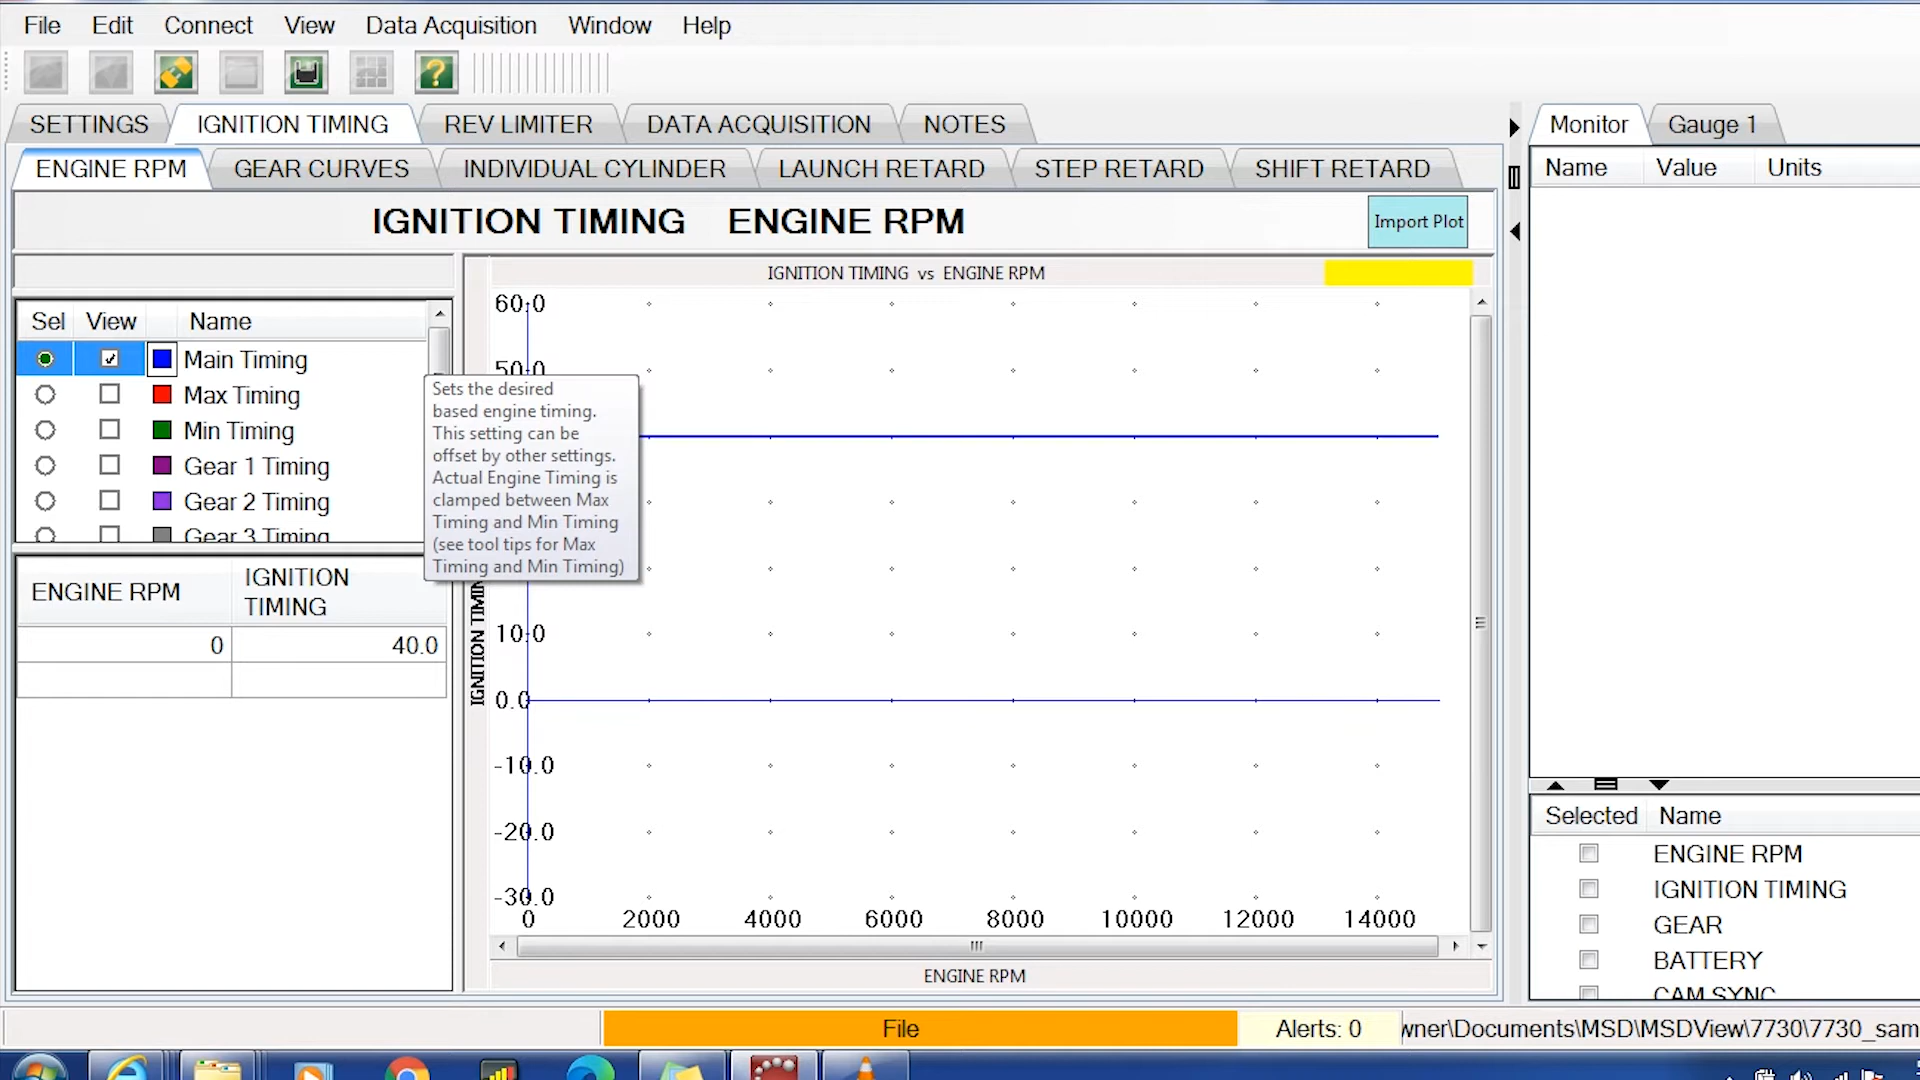 File Edit Connect View Data Acquisition Window Help
SETTINGS IGNITION TIMING REV LIMITER DATA ACQUISITION NOTES
ENGINE RPM GEAR CURVES INDIVIDUAL CYLINDER LAUNCH RETARD STEP RETARD SHIFT RETARD
IGNITION TIMING ENGINE RPM
Import Plot
Sel View Name
Main Timing
Max Timing
Min Timing
Gear 1 Timing
Gear 2 Timing
Gear 3 Timing
ENGINE RPM IGNITION TIMING
0 40.0
IGNITION TIMING vs ENGINE RPM
60.0
50.0
Sets the desired
based engine timing.
This setting can be
offset by other settings.
Actual Engine Timing is
clamped between Max
Timing and Min Timing
(see tool tips for Max
Timing and Min Timing)
10.0
0.0
-10.0
-20.0
-30.0
IGNITION TIMING
0 2000 4000 6000 8000 10000 12000 14000
ENGINE RPM
Monitor Gauge 1
Name Value Units
Selected Name
ENGINE RPM
IGNITION TIMING
GEAR
BATTERY
CAM SYNC
File Alerts: 0 wner\Documents\MSD\MSDView\7730\7730_sam